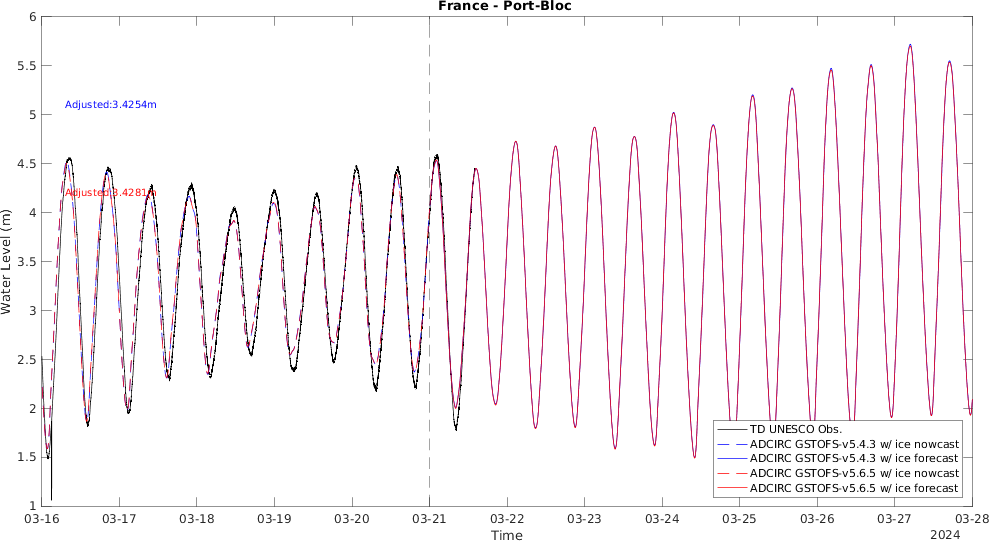 France - Port-Bloc
6
5.5
5
4.5
4
3.5
3
2.5
2
1.5
1
Water Level (m)
Adjusted:3.4254m
Adjusted:3.4281m
TD UNESCO Obs.
ADCIRC GSTOFS-v5.4.3 w/ ice nowcast
ADCIRC GSTOFS-v5.4.3 w/ ice forecast
ADCIRC GSTOFS-v5.6.5 w/ ice nowcast
ADCIRC GSTOFS-v5.6.5 w/ ice forecast
03-16 03-17 03-18 03-19 03-20 03-21 03-22 03-23 03-24 03-25 03-26 03-27 03-28
Time
2024